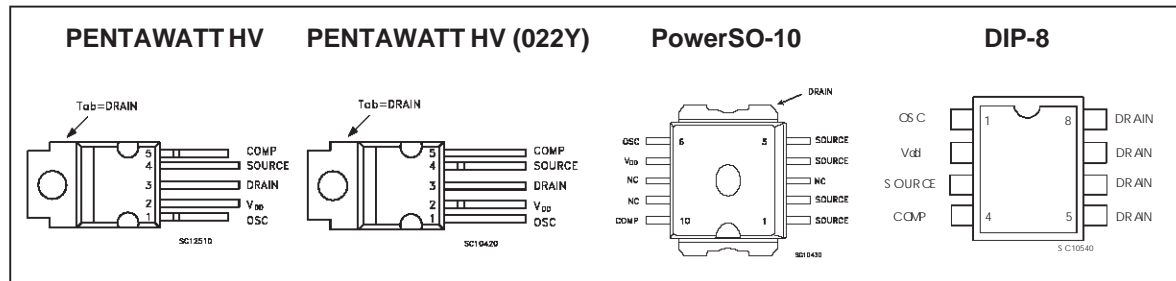 PENTAWATT HV
Tab=DRAIN
5
4
3
2
1
COMP
SOURCE
DRAIN
VDD
OSC
SC12510
PENTAWATT HV (022Y)
Tab=DRAIN
5
4
3
2
1
COMP
SOURCE
DRAIN
VDD
OSC
SC10420
PowerSO-10
DRAIN
OSC 6 5 SOURCE
VDD SOURCE
NC NC
NC SOURCE
COMP 10 1 SOURCE
SC10430
DIP-8
OSC 1 8 DRAIN
Vdd DRAIN
SOURCE DRAIN
COMP 4 5 DRAIN
SC10540